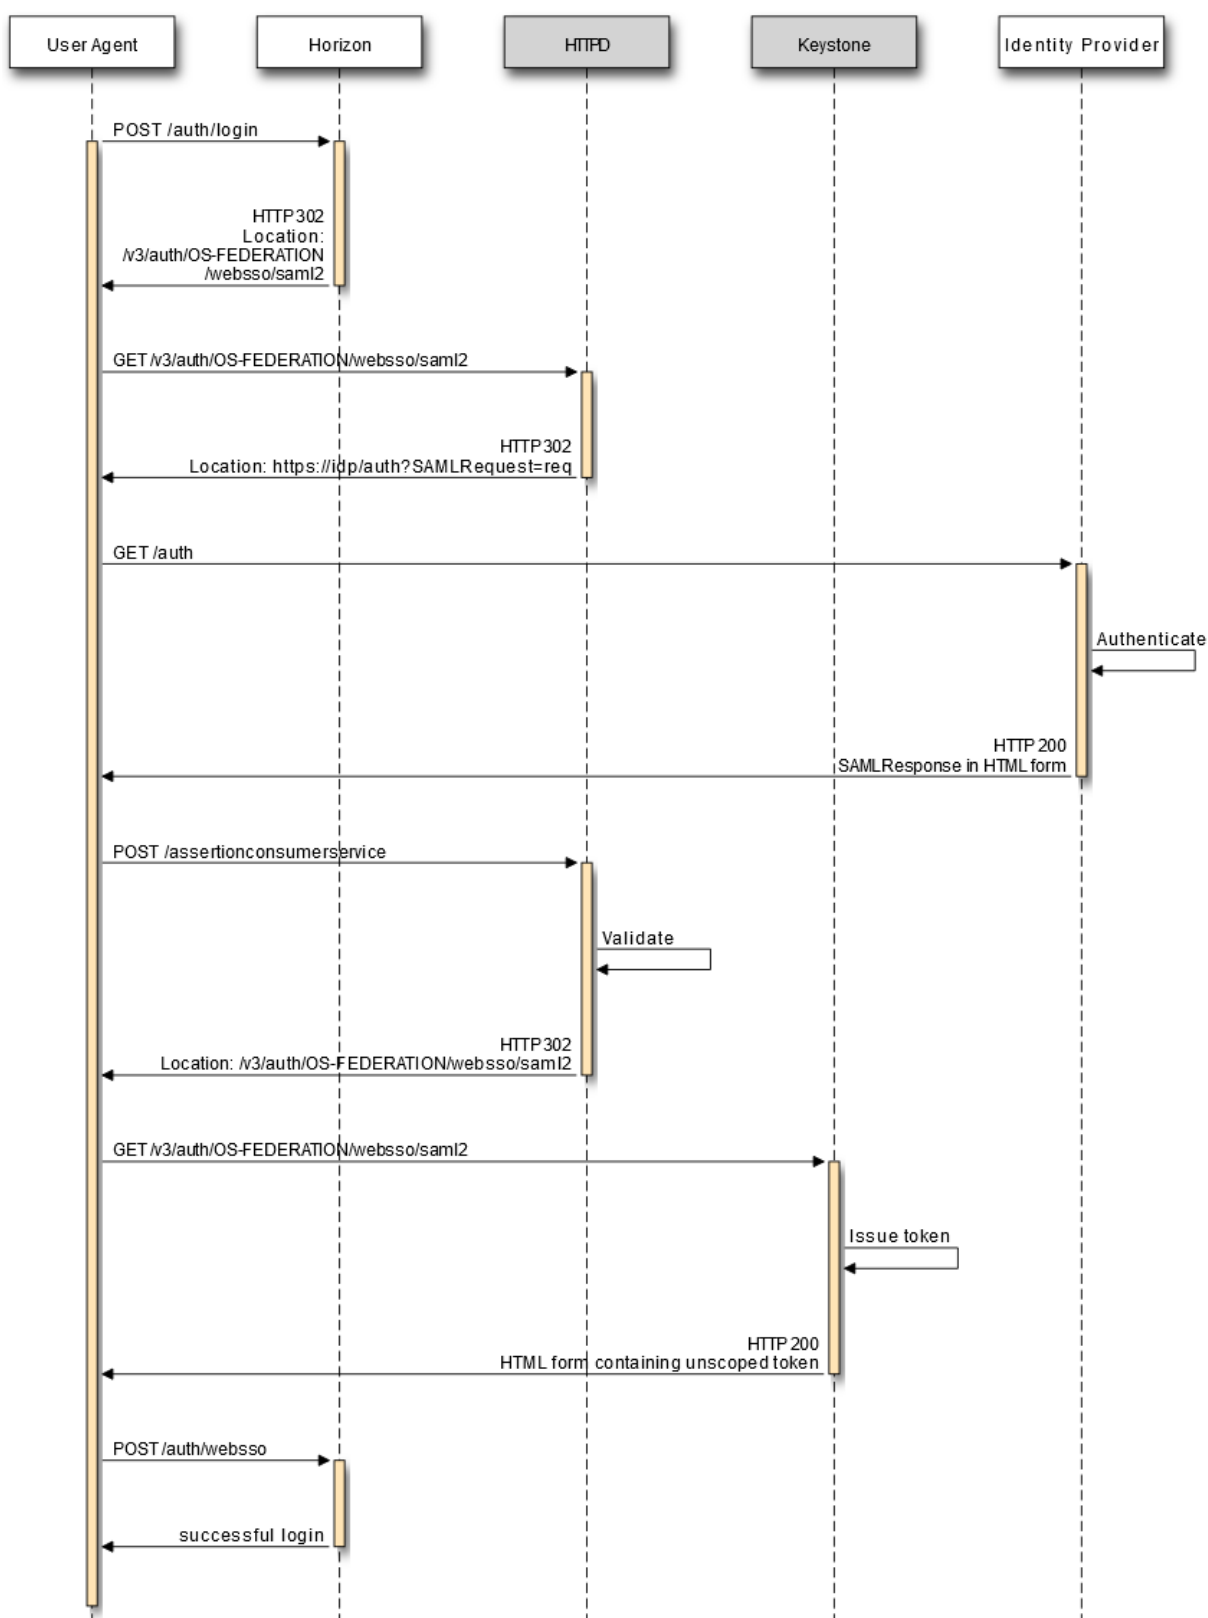 User Agent
Horizon
HTTPD
Keystone
Identity Provider
POST /auth/login
HTTP 302
Location:
/v3/auth/OS-FEDERATION
/websso/saml2
GET /v3/auth/OS-FEDERATION/websso/saml2
HTTP 302
Location: https://idp/auth?SAMLRequest=req
GET /auth
Authenticate
HTTP 200
SAMLResponse in HTML form
POST /assertionconsumerservice
Validate
HTTP 302
Location: /v3/auth/OS-FEDERATION/websso/saml2
GET /v3/auth/OS-FEDERATION/websso/saml2
Issue token
HTTP 200
HTML form containing unscoped token
POST /auth/websso
successful login